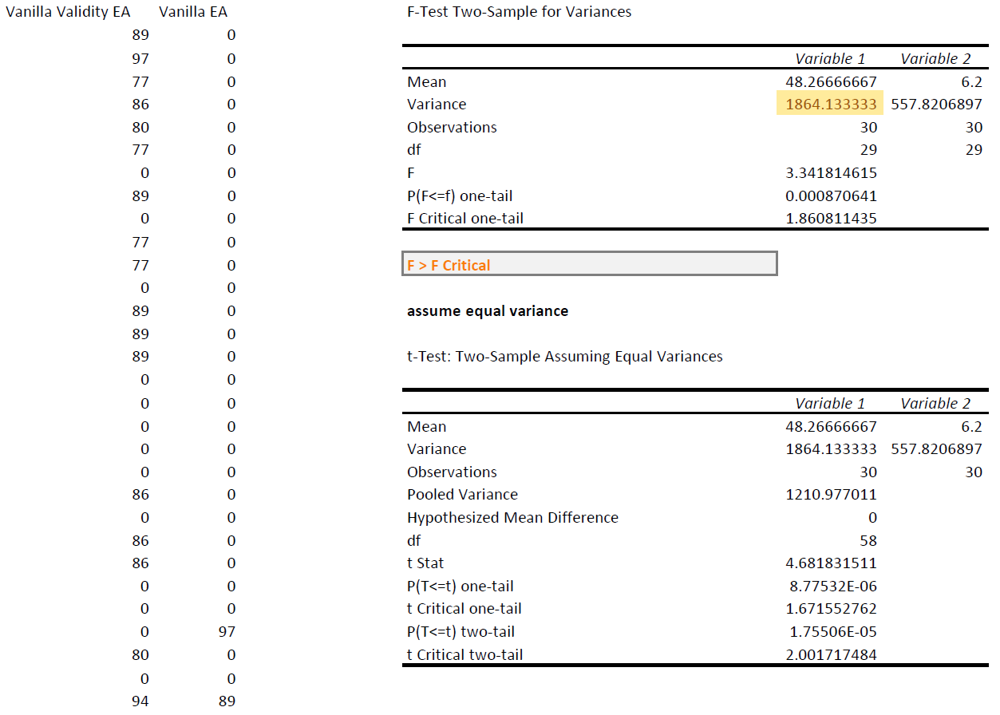 Vanilla Validity EA Vanilla EA
89 0
97 0
77 0
86 0
80 0
77 0
0 0
89 0
0 0
77 0
77 0
0 0
89 0
89 0
89 0
0 0
0 0
0 0
0 0
0 0
86 0
0 0
86 0
86 0
0 0
0 0
0 97
80 0
0 0
94 89
F-Test Two-Sample for Variances
Variable 1 Variable 2
Mean 48.26666667 6.2
Variance 1864.133333 557.8206897
Observations 30 30
df 29 29
F 3.341814615
P(F<=f) one-tail 0.000870641
F Critical one-tail 1.860811435
F > F Critical
assume equal variance
t-Test: Two-Sample Assuming Equal Variances
Variable 1 Variable 2
Mean 48.26666667 6.2
Variance 1864.133333 557.8206897
Observations 30 30
Pooled Variance 1210.977011
Hypothesized Mean Difference 0
df 58
t Stat 4.681831511
P(T<=t) one-tail 8.77532E-06
t Critical one-tail 1.671552762
P(T<=t) two-tail 1.75506E-05
t Critical two-tail 2.001717484